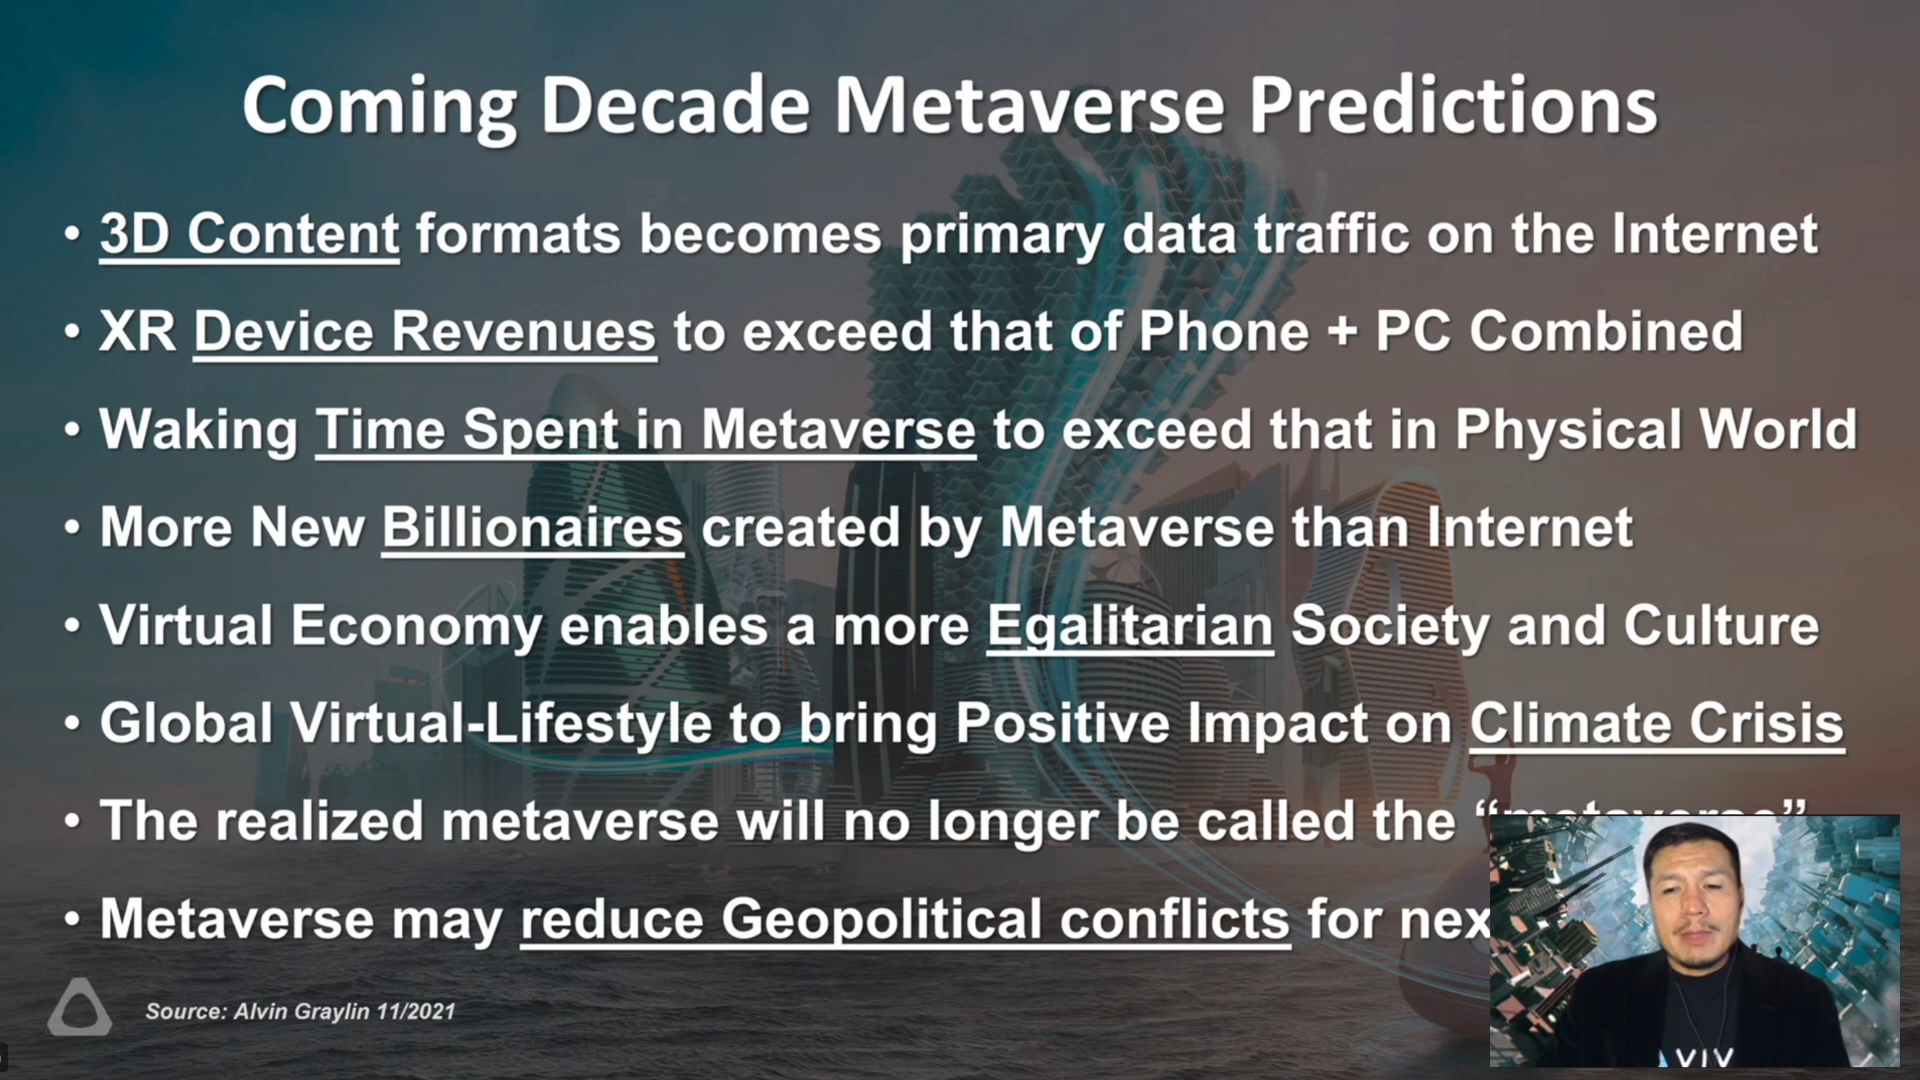 Coming Decade Metaverse Predictions
• 3D Content formats becomes primary data traffic on the Internet
• XR Device Revenues to exceed that of Phone + PC Combined
• Waking Time Spent in Metaverse to exceed that in Physical World
• More New Billionaires created by Metaverse than Internet
• Virtual Economy enables a more Egalitarian Society and Culture
• Global Virtual-Lifestyle to bring Positive Impact on Climate Crisis
• The realized metaverse will no longer be called the “metaverse”
• Metaverse may reduce Geopolitical conflicts for
Source: Alvin Graylin 11/2021
VIV